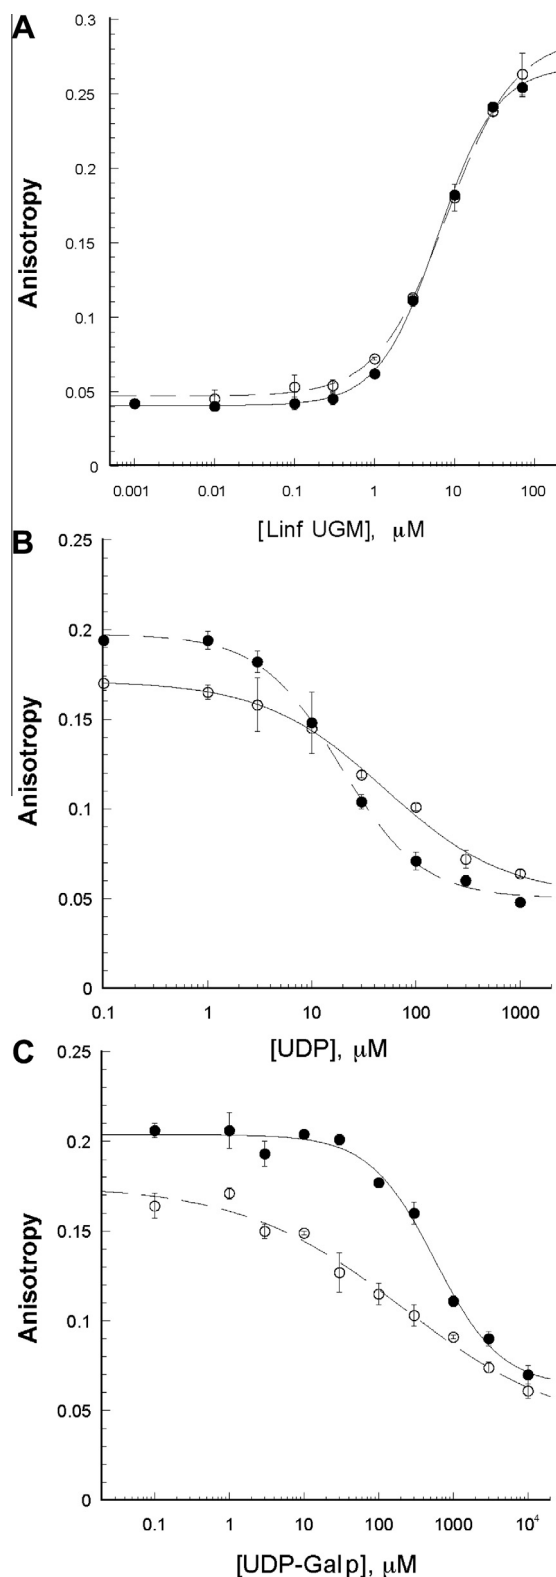 A
0.3
0.25
0.2
0.15
0.1
0.05
0
Anisotropy
0.001 0.01 0.1 1 10 100
[Linf UGM], μM
B
0.25
0.2
0.15
0.1
0.05
0
Anisotropy
0.1 1 10 100 1000
[UDP], μM
C
0.25
0.2
0.15
0.1
0.05
0
Anisotropy
0.1 1 10 100 1000 10⁴
[UDP-Galp], μM